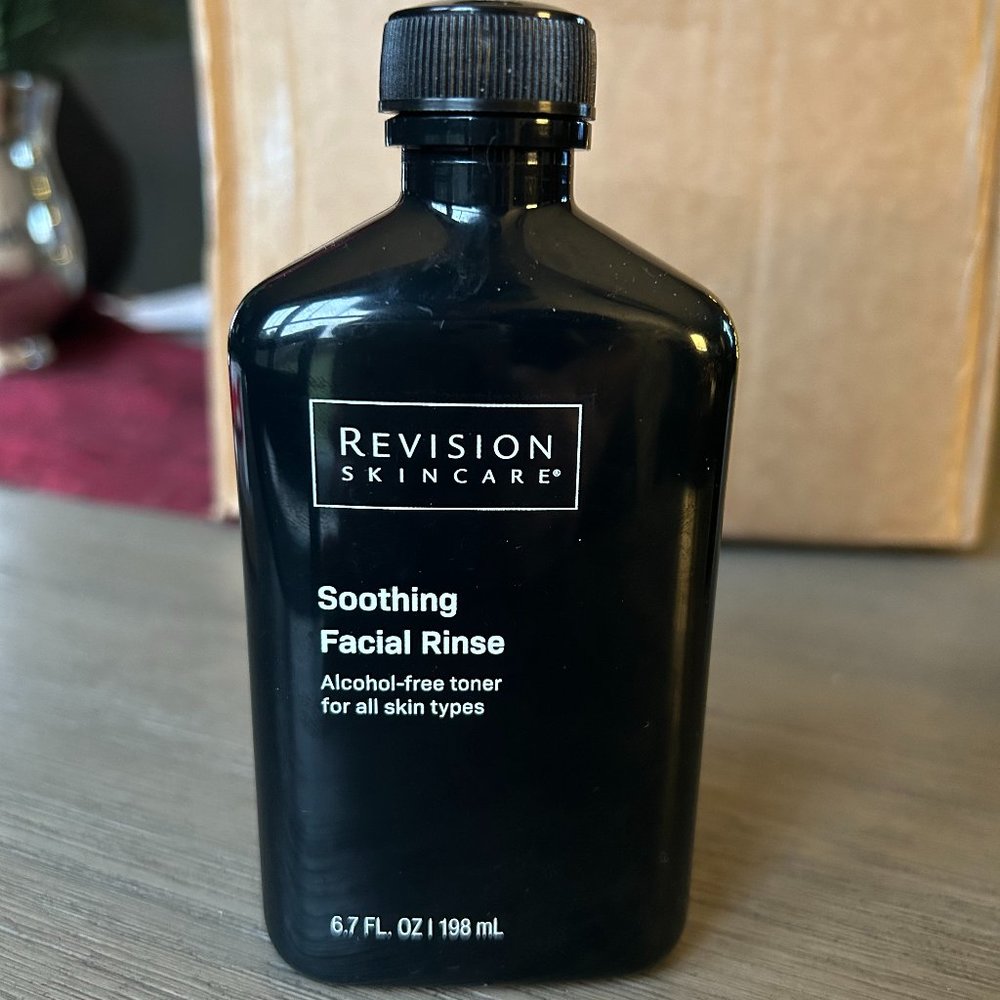 REVISION
SKINCARE®
Soothing
Facial Rinse
Alcohol-free toner
for all skin types
6.7 FL. OZ | 198 mL